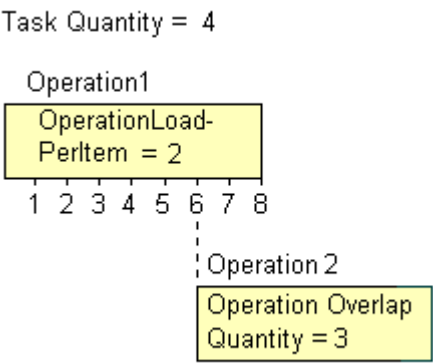 Task Quantity = 4
Operation1
OperationLoad-
PerItem = 2
1 2 3 4 5 6 7 8
Operation 2
Operation Overlap
Quantity = 3